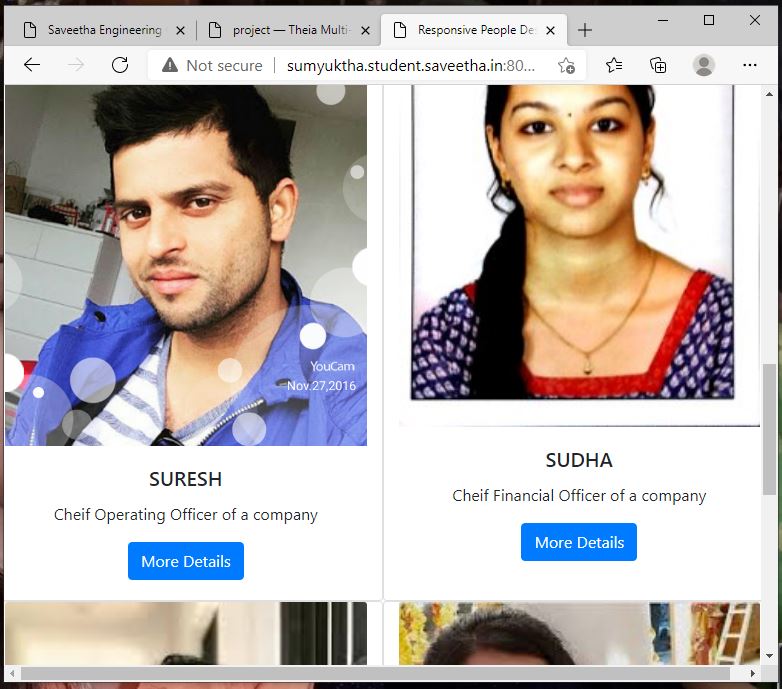 Saveetha Engineering
project — Theia Multi-
Responsive People De
Not secure
sumyuktha.student.saveetha.in:80...
YouCam
Nov.27,2016
SURESH
Cheif Operating Officer of a company
More Details
SUDHA
Cheif Financial Officer of a company
More Details